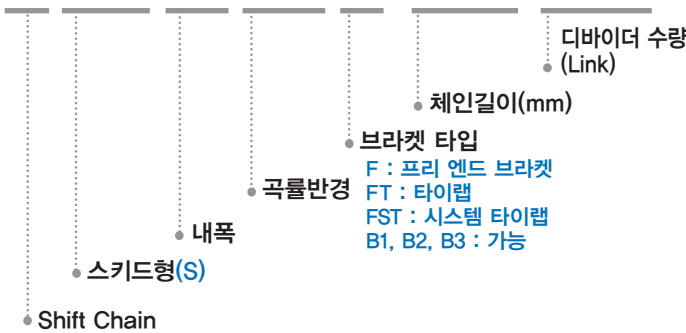 디바이더 수량
(Link)
체인길이(mm)
브라켓 타입
F : 프리 엔드 브라켓
FT : 타이랩
FST : 시스템 타이랩
B1, B2, B3 : 가능
곡률반경
내폭
스키드형(S)
Shift Chain